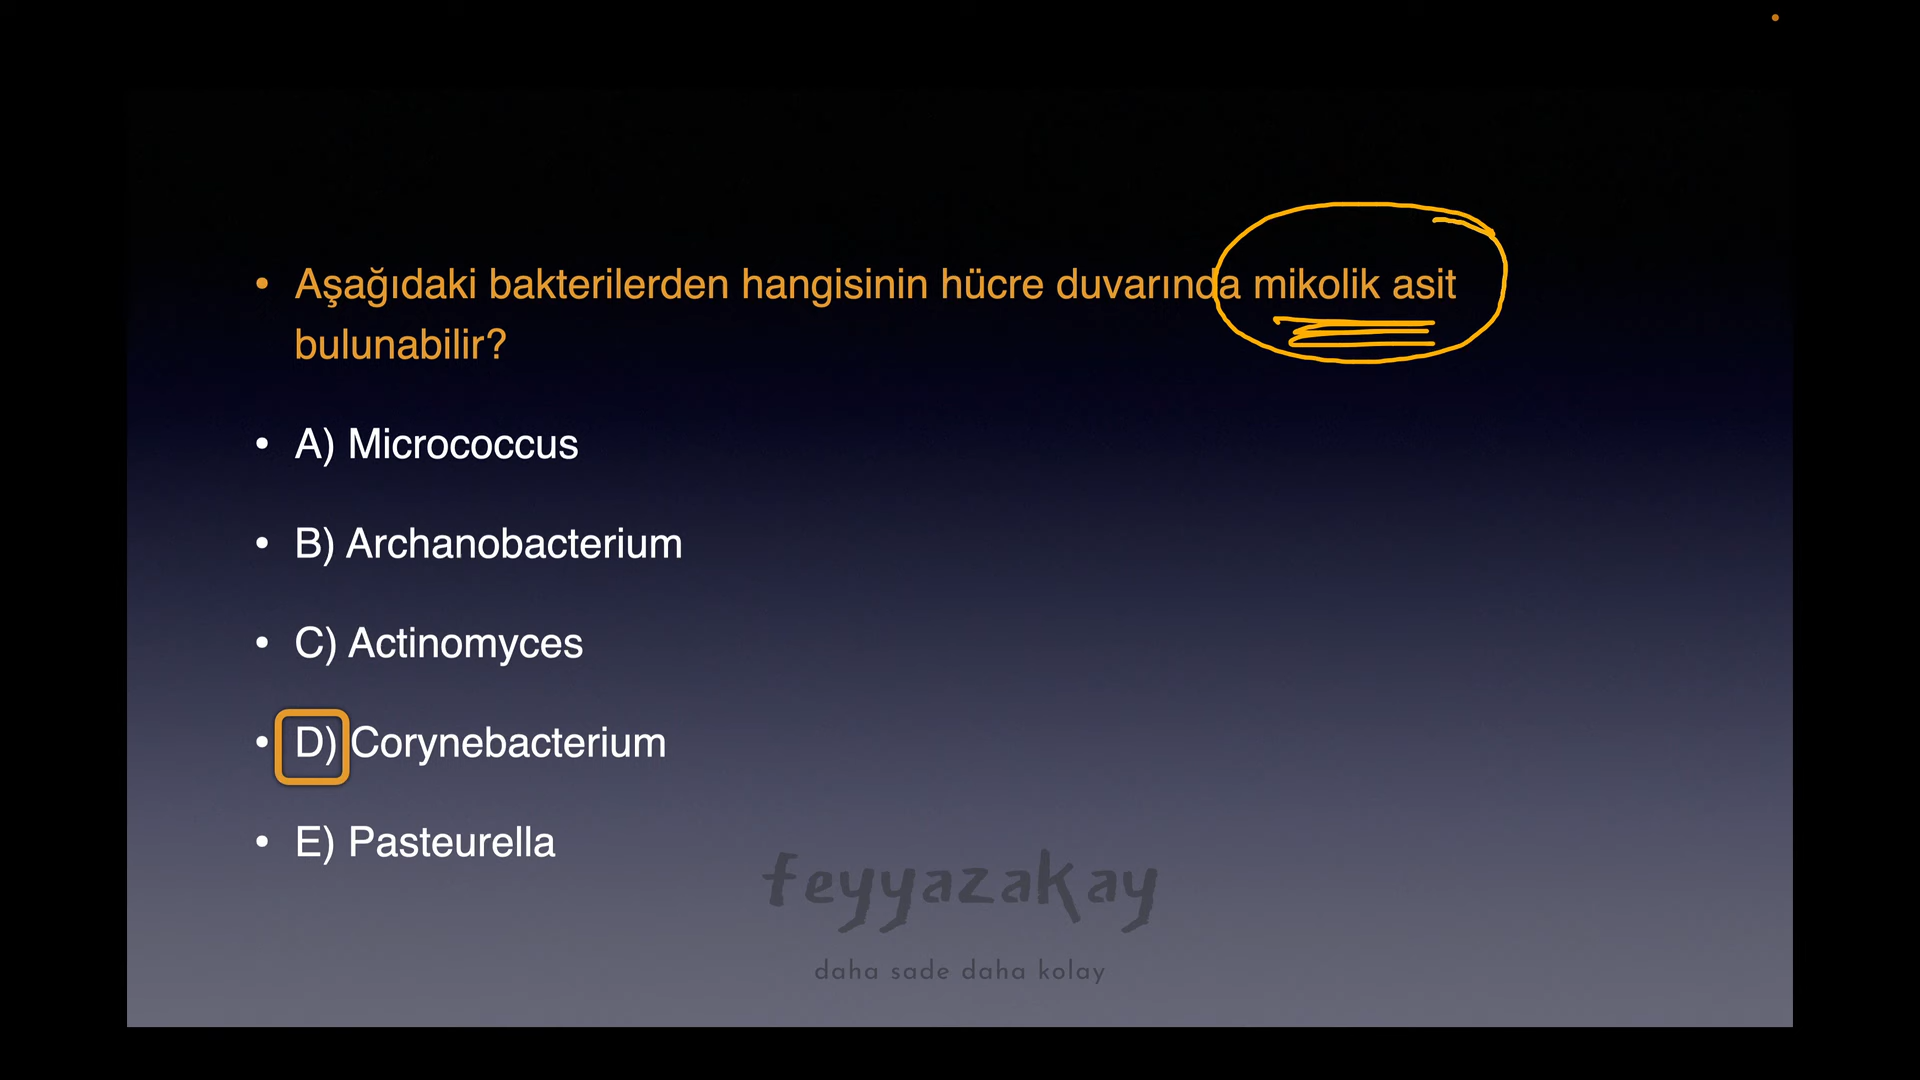 • Aşağıdaki bakterilerden hangisinin hücre duvarında mikolik asit
bulunabilir?
• A) Micrococcus
• B) Archanobacterium
• C) Actinomyces
• D) Corynebacterium
• E) Pasteurella
feyyazakay
daha sade daha kolay